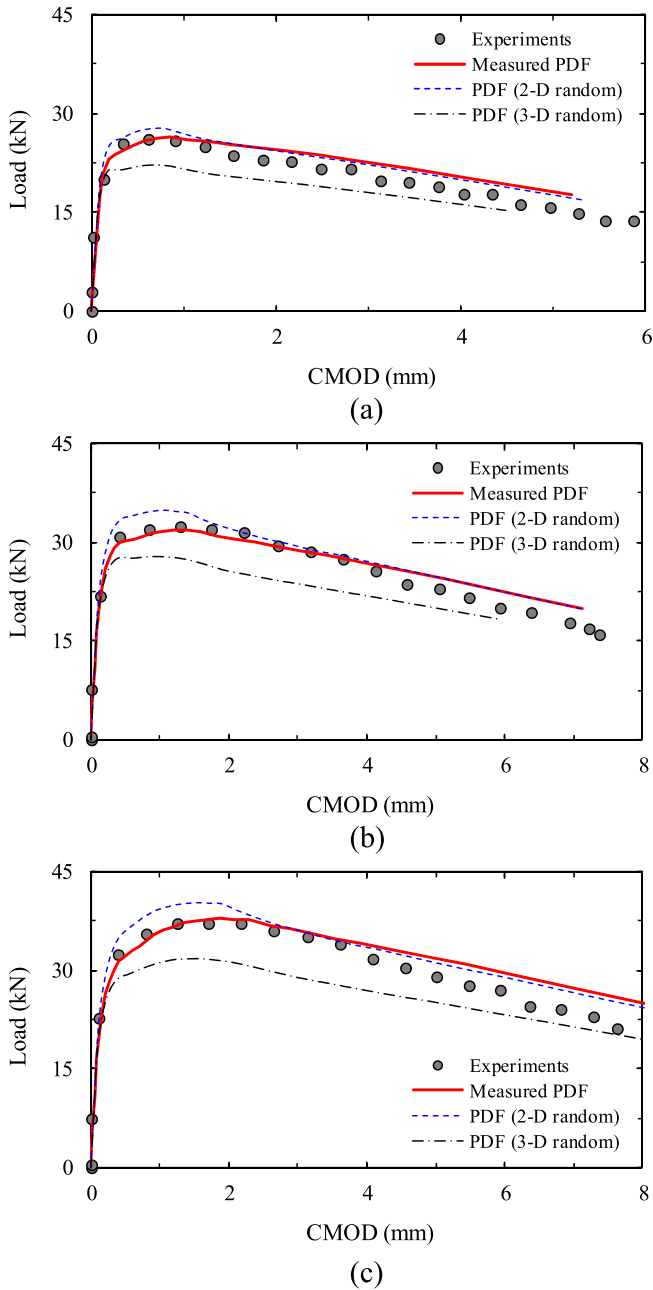 45
Experiments
Measured PDF
PDF (2-D random)
PDF (3-D random)
30
Load (kN)
15
0
0 2 4 6
CMOD (mm)
(a)
45
Experiments
Measured PDF
PDF (2-D random)
PDF (3-D random)
30
Load (kN)
15
0
0 2 4 6 8
CMOD (mm)
(b)
45
30
Load (kN)
15
Experiments
Measured PDF
PDF (2-D random)
PDF (3-D random)
0
0 2 4 6 8
CMOD (mm)
(c)